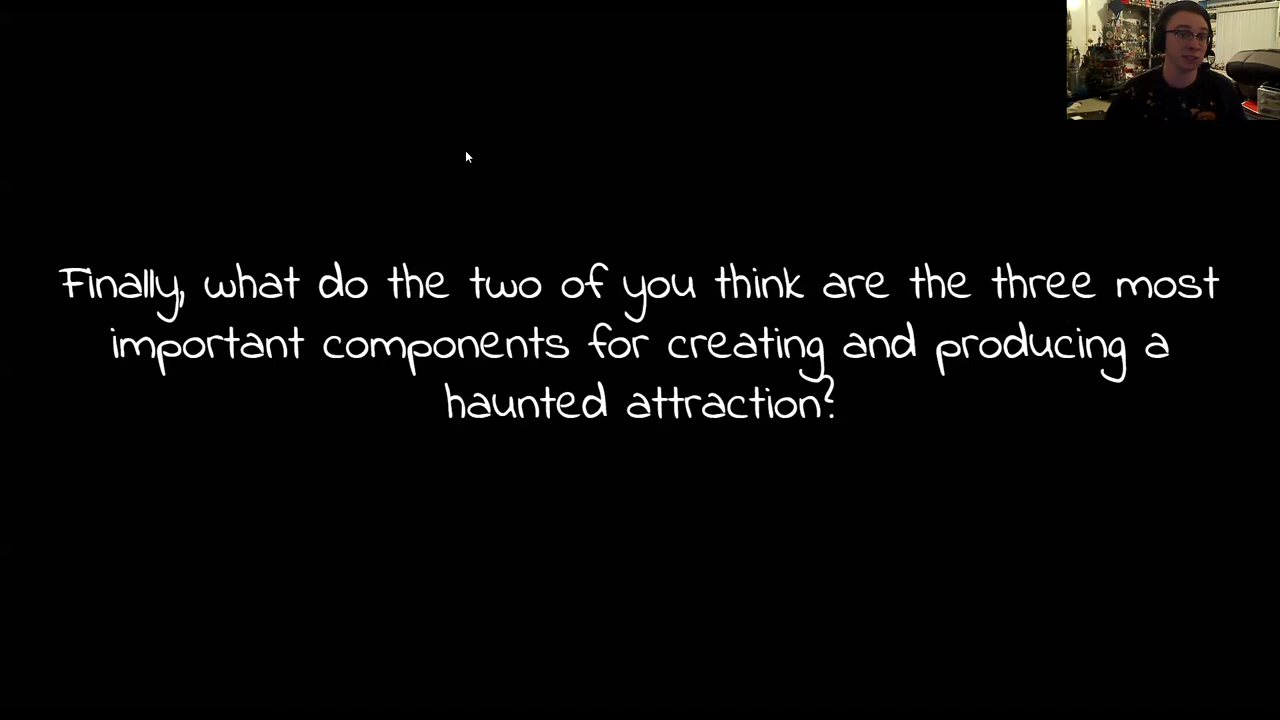 Finally, what do the two of you think are the three most
important components for creating and producing a
haunted attraction?